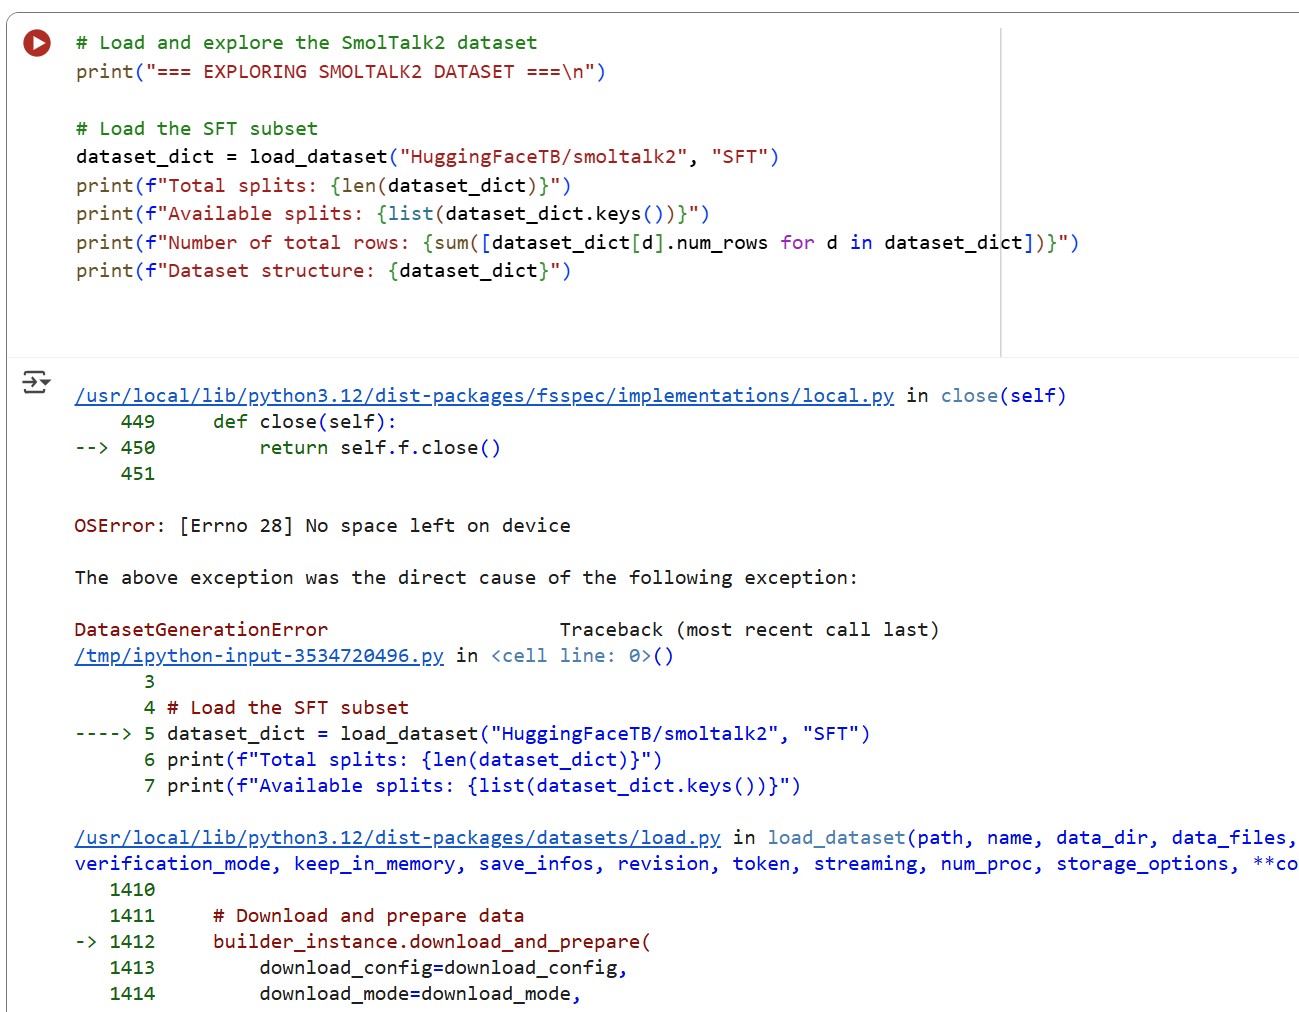 # Load and explore the SmolTalk2 dataset
print("=== EXPLORING SMOLTALK2 DATASET ===\n")
# Load the SFT subset
dataset_dict = load_dataset("HuggingFaceTB/smoltalk2", "SFT")
print(f"Total splits: {len(dataset_dict)}")
print(f"Available splits: {list(dataset_dict.keys())}")
print(f"Number of total rows: {sum([dataset_dict[d].num_rows for d in dataset_dict])}")
print(f"Dataset structure: {dataset_dict}")
/usr/local/lib/python3.12/dist-packages/fsspec/implementations/local.py in close(self)
449     def close(self):
--> 450         return self.f.close()
451
OSError: [Errno 28] No space left on device
The above exception was the direct cause of the following exception:
DatasetGenerationError                    Traceback (most recent call last)
/tmp/ipython-input-3534720496.py in <cell line: 0>()
3
4 # Load the SFT subset
----> 5 dataset_dict = load_dataset("HuggingFaceTB/smoltalk2", "SFT")
6 print(f"Total splits: {len(dataset_dict)}")
7 print(f"Available splits: {list(dataset_dict.keys())}")
/usr/local/lib/python3.12/dist-packages/datasets/load.py in load_dataset(path, name, data_dir, data_files,
verification_mode, keep_in_memory, save_infos, revision, token, streaming, num_proc, storage_options, **co
1410
1411     # Download and prepare data
-> 1412     builder_instance.download_and_prepare(
1413         download_config=download_config,
1414         download_mode=download_mode,